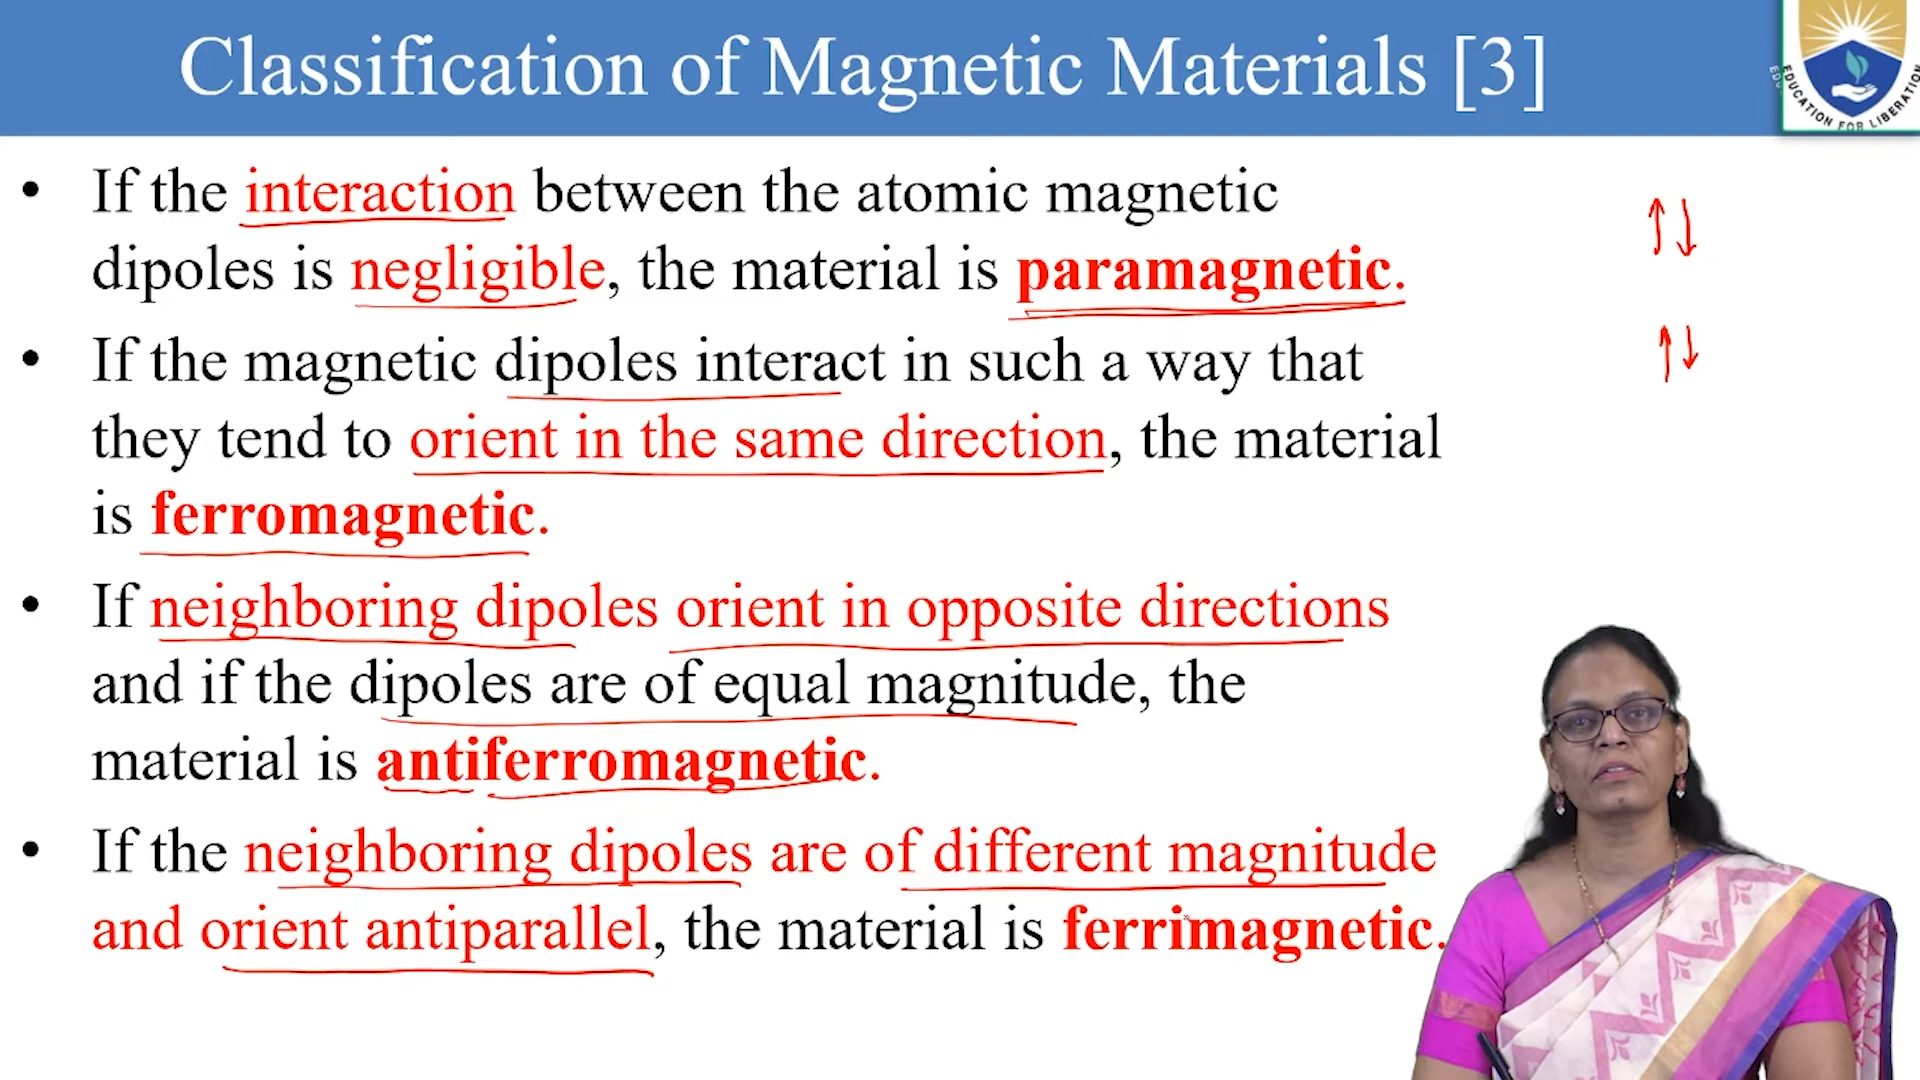 Classification of Magnetic Materials [3]
EDUCATION FOR LIBERATION
• If the interaction between the atomic magnetic
dipoles is negligible, the material is paramagnetic.
• If the magnetic dipoles interact in such a way that
they tend to orient in the same direction, the material
is ferromagnetic.
• If neighboring dipoles orient in opposite directions
and if the dipoles are of equal magnitude, the
material is antiferromagnetic.
• If the neighboring dipoles are of different magnitude
and orient antiparallel, the material is ferrimagnetic.